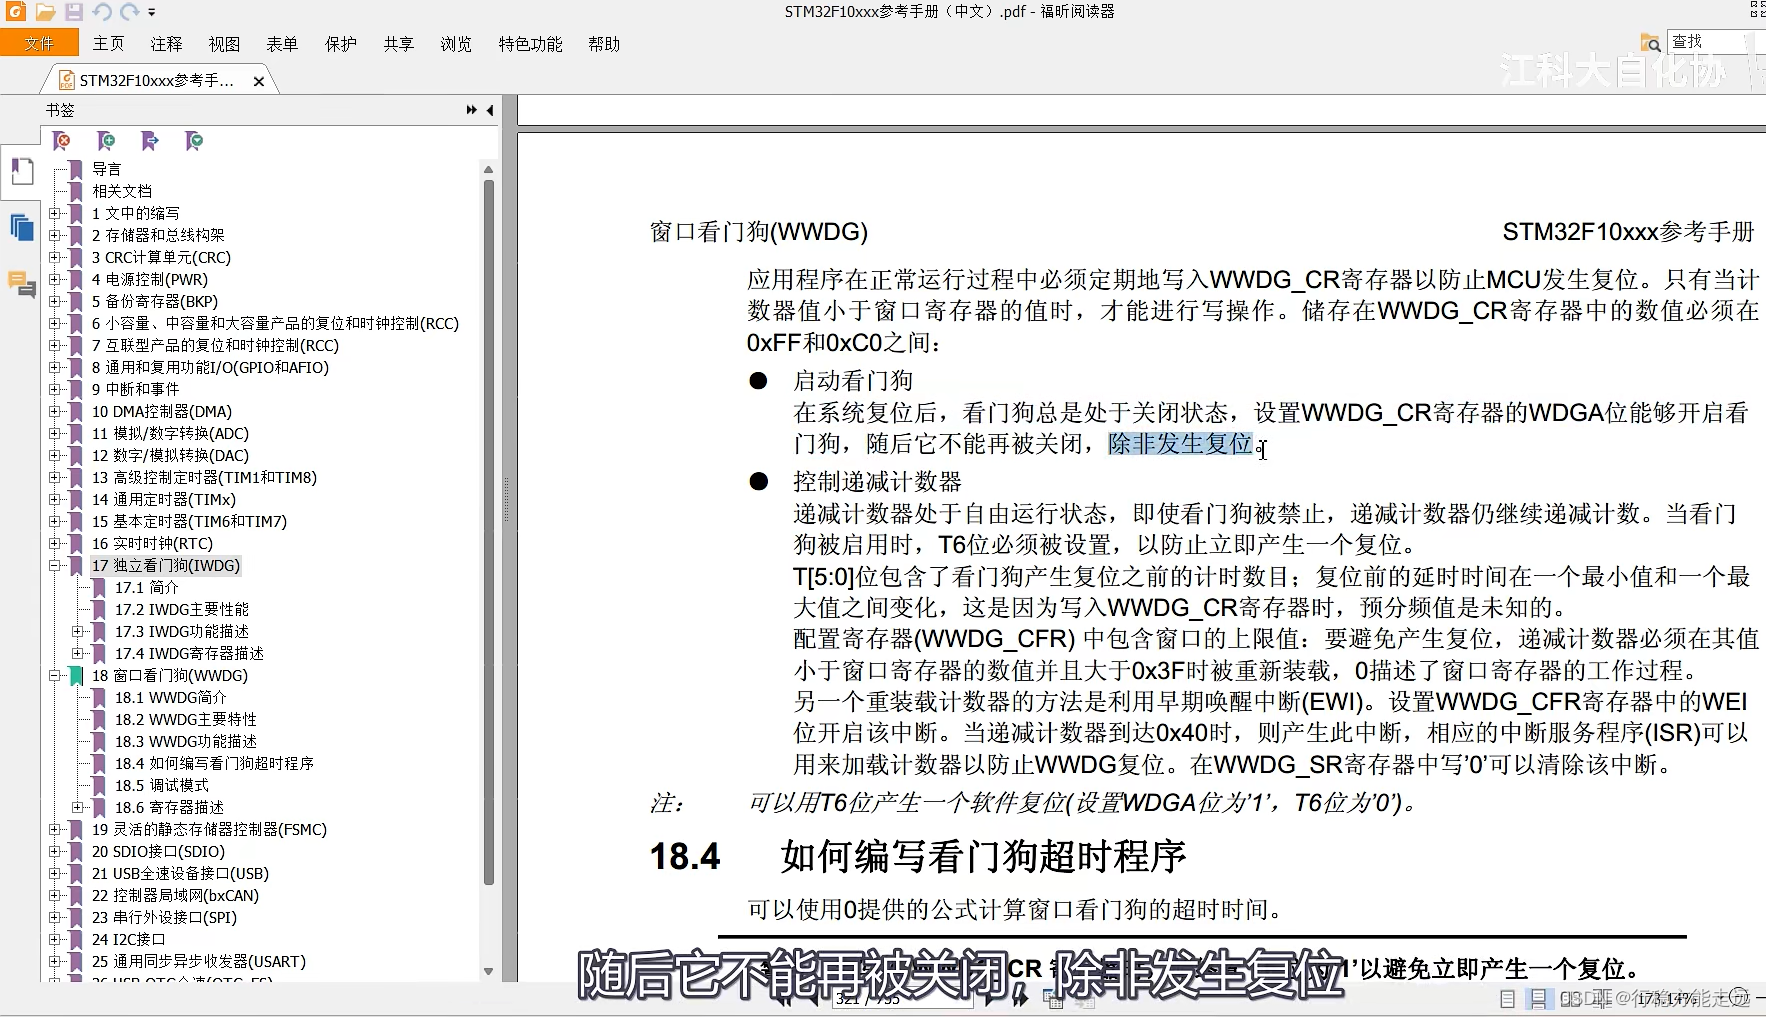 STM32F10xxx参考手册（中文）.pdf - 福昕阅读器
文件 主页 注释 视图 表单 保护 共享 浏览 特色功能 帮助
查找
江科大自化协
STM32F10xxx参考手...
书签
导言
相关文档
1 文中的缩写
2 存储器和总线构架
3 CRC计算单元(CRC)
4 电源控制(PWR)
5 备份寄存器(BKP)
6 小容量、中容量和大容量产品的复位和时钟控制(RCC)
7 互联型产品的复位和时钟控制(RCC)
8 通用和复用功能I/O(GPIO和AFIO)
9 中断和事件
10 DMA控制器(DMA)
11 模拟/数字转换(ADC)
12 数字/模拟转换(DAC)
13 高级控制定时器(TIM1和TIM8)
14 通用定时器(TIMx)
15 基本定时器(TIM6和TIM7)
16 实时时钟(RTC)
17 独立看门狗(IWDG)
17.1 简介
17.2 IWDG主要性能
17.3 IWDG功能描述
17.4 IWDG寄存器描述
18 窗口看门狗(WWDG)
18.1 WWDG简介
18.2 WWDG主要特性
18.3 WWDG功能描述
18.4 如何编写看门狗超时程序
18.5 调试模式
18.6 寄存器描述
19 灵活的静态存储器控制器(FSMC)
20 SDIO接口(SDIO)
21 USB全速设备接口(USB)
22 控制器局域网(bxCAN)
23 串行外设接口(SPI)
24 I2C接口
25 通用同步异步收发器(USART)
窗口看门狗(WWDG) STM32F10xxx参考手册
应用程序在正常运行过程中必须定期地写入WWDG_CR寄存器以防止MCU发生复位。只有当计
数器值小于窗口寄存器的值时，才能进行写操作。储存在WWDG_CR寄存器中的数值必须在
0xFF和0xC0之间：
● 启动看门狗
在系统复位后，看门狗总是处于关闭状态，设置WWDG_CR寄存器的WDGA位能够开启看
门狗，随后它不能再被关闭，除非发生复位。
● 控制递减计数器
递减计数器处于自由运行状态，即使看门狗被禁止，递减计数器仍继续递减计数。当看门
狗被启用时，T6位必须被设置，以防止立即产生一个复位。
T[5:0]位包含了看门狗产生复位之前的计时数目；复位前的延时时间在一个最小值和一个最
大值之间变化，这是因为写入WWDG_CR寄存器时，预分频值是未知的。
配置寄存器(WWDG_CFR) 中包含窗口的上限值：要避免产生复位，递减计数器必须在其值
小于窗口寄存器的数值并且大于0x3F时被重新装载，0描述了窗口寄存器的工作过程。
另一个重装载计数器的方法是利用早期唤醒中断(EWI)。设置WWDG_CFR寄存器中的WEI
位开启该中断。当递减计数器到达0x40时，则产生此中断，相应的中断服务程序(ISR)可以
用来加载计数器以防止WWDG复位。在WWDG_SR寄存器中写'0'可以清除该中断。
注： 可以用T6位产生一个软件复位(设置WDGA位为'1'，T6位为'0')。
18.4 如何编写看门狗超时程序
可以使用0提供的公式计算窗口看门狗的超时时间。
CR 1'以避免立即产生一个复位。
随后它不能再被关闭，除非发生复位
321 / 755
173.14%
CSDN @行稳方能走远